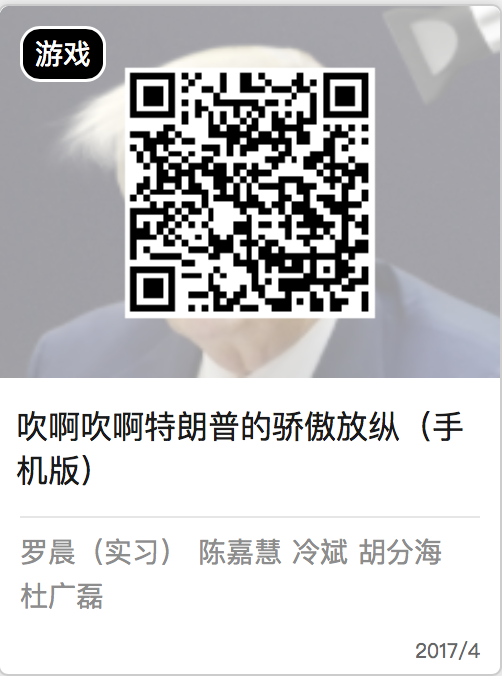 游戏
吹啊吹啊特朗普的骄傲放纵（手
机版）
罗晨（实习） 陈嘉慧 冷斌 胡分海
杜广磊
2017/4